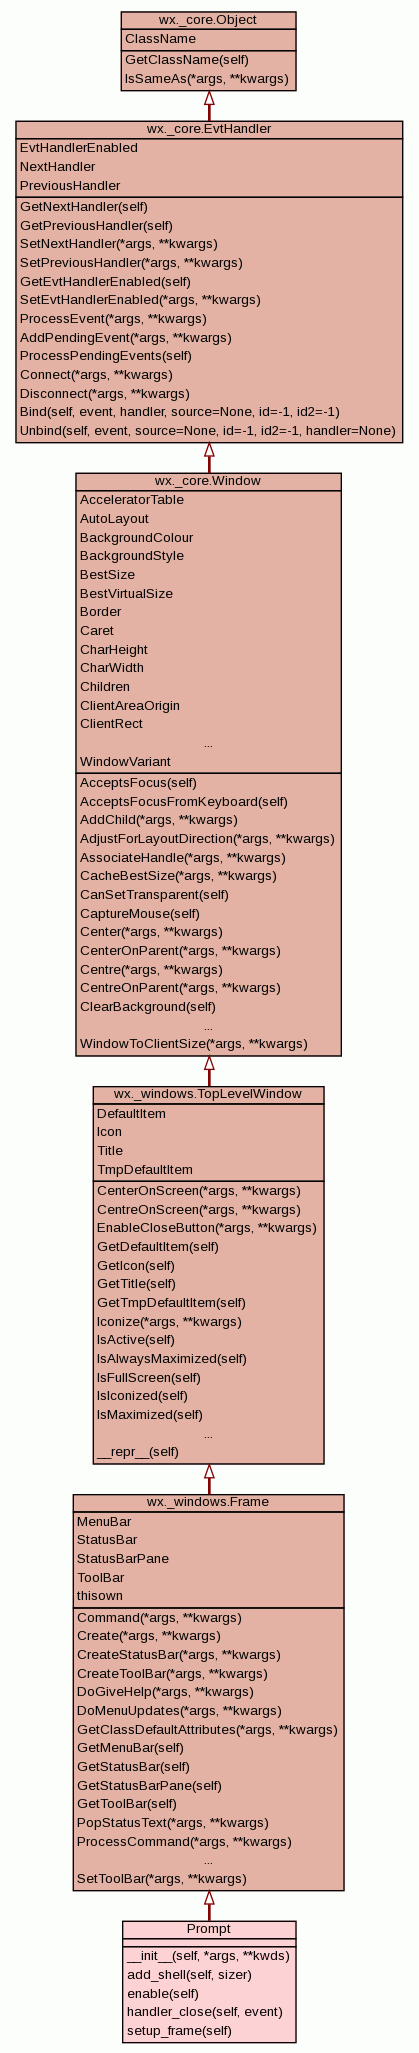 wx._core.Object
ClassName
GetClassName(self)
IsSameAs(*args, **kwargs)
wx._core.EvtHandler
EvtHandlerEnabled
NextHandler
PreviousHandler
GetNextHandler(self)
GetPreviousHandler(self)
SetNextHandler(*args, **kwargs)
SetPreviousHandler(*args, **kwargs)
GetEvtHandlerEnabled(self)
SetEvtHandlerEnabled(*args, **kwargs)
ProcessEvent(*args, **kwargs)
AddPendingEvent(*args, **kwargs)
ProcessPendingEvents(self)
Connect(*args, **kwargs)
Disconnect(*args, **kwargs)
Bind(self, event, handler, source=None, id=-1, id2=-1)
Unbind(self, event, source=None, id=-1, id2=-1, handler=None)
wx._core.Window
AcceleratorTable
AutoLayout
BackgroundColour
BackgroundStyle
BestSize
BestVirtualSize
Border
Caret
CharHeight
CharWidth
Children
ClientAreaOrigin
ClientRect
...
WindowVariant
AcceptsFocus(self)
AcceptsFocusFromKeyboard(self)
AddChild(*args, **kwargs)
AdjustForLayoutDirection(*args, **kwargs)
AssociateHandle(*args, **kwargs)
CacheBestSize(*args, **kwargs)
CanSetTransparent(self)
CaptureMouse(self)
Center(*args, **kwargs)
CenterOnParent(*args, **kwargs)
Centre(*args, **kwargs)
CentreOnParent(*args, **kwargs)
ClearBackground(self)
...
WindowToClientSize(*args, **kwargs)
wx._windows.TopLevelWindow
DefaultItem
Icon
Title
TmpDefaultItem
CenterOnScreen(*args, **kwargs)
CentreOnScreen(*args, **kwargs)
EnableCloseButton(*args, **kwargs)
GetDefaultItem(self)
GetIcon(self)
GetTitle(self)
GetTmpDefaultItem(self)
Iconize(*args, **kwargs)
IsActive(self)
IsAlwaysMaximized(self)
IsFullScreen(self)
IsIconized(self)
IsMaximized(self)
...
__repr__(self)
wx._windows.Frame
MenuBar
StatusBar
StatusBarPane
ToolBar
thisown
Command(*args, **kwargs)
Create(*args, **kwargs)
CreateStatusBar(*args, **kwargs)
CreateToolBar(*args, **kwargs)
DoGiveHelp(*args, **kwargs)
DoMenuUpdates(*args, **kwargs)
GetClassDefaultAttributes(*args, **kwargs)
GetMenuBar(self)
GetStatusBar(self)
GetStatusBarPane(self)
GetToolBar(self)
PopStatusText(*args, **kwargs)
ProcessCommand(*args, **kwargs)
...
SetToolBar(*args, **kwargs)
Prompt
__init__(self, *args, **kwds)
add_shell(self, sizer)
enable(self)
handler_close(self, event)
setup_frame(self)